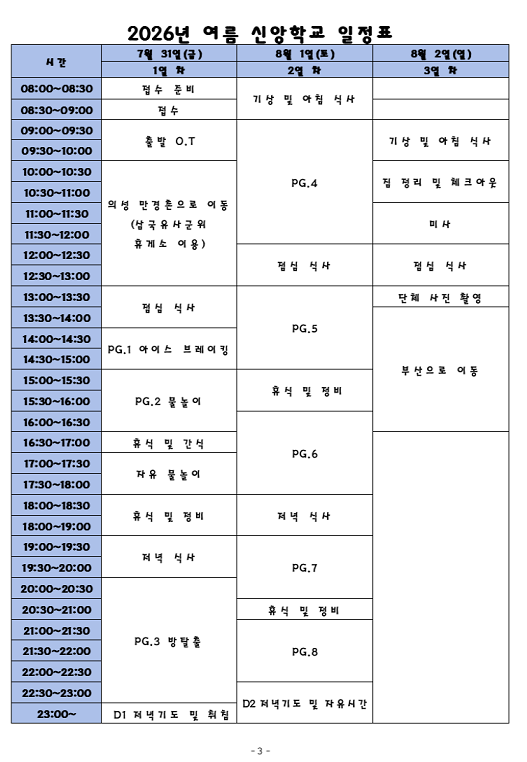 2026년 여름 신앙학교 일정표
시간 7월 31일(금) 8월 1일(토) 8월 2일(일)
1일 차 2일 차 3일 차
08:00~08:30 접수 준비 기상 및 아침 식사
08:30~09:00 접수
09:00~09:30 출발 O.T PG.4 기상 및 아침 식사
09:30~10:00
10:00~10:30 의성 만경촌으로 이동 짐 정리 및 체크아웃
10:30~11:00 (삼국유사군위
11:00~11:30 휴게소 이용) 미사
11:30~12:00
12:00~12:30 점심 식사 점심 식사
12:30~13:00
13:00~13:30 점심 식사 PG.5 단체 사진 촬영
13:30~14:00 부산으로 이동
14:00~14:30 PG.1 아이스 브레이킹
14:30~15:00
15:00~15:30 PG.2 물놀이 휴식 및 정비
15:30~16:00
16:00~16:30 PG.6
16:30~17:00 휴식 및 간식
17:00~17:30 자유 물놀이
17:30~18:00
18:00~18:30 휴식 및 정비 저녁 식사
18:00~19:00
19:00~19:30 저녁 식사 PG.7
19:30~20:00
20:00~20:30 PG.3 방탈출
20:30~21:00 휴식 및 정비
21:00~21:30 PG.8
21:30~22:00
22:00~22:30
22:30~23:00 D2 저녁기도 및 자유시간
23:00~ D1 저녁기도 및 취침
- 3 -